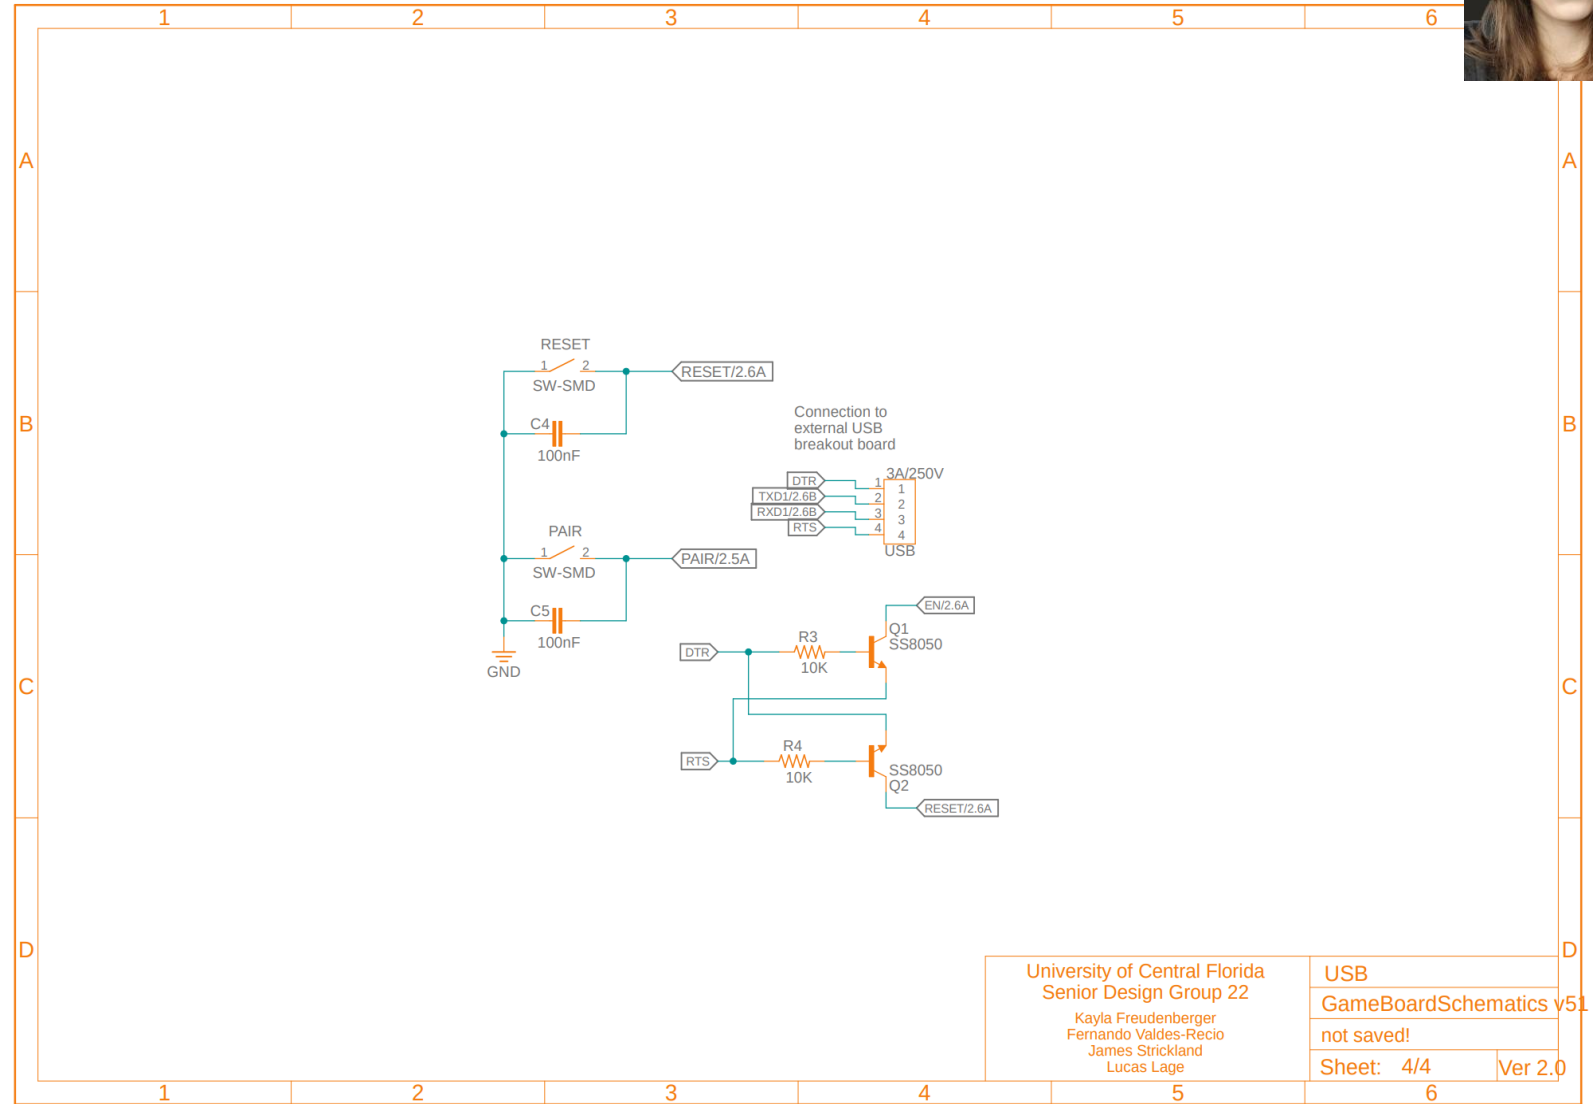 1 2 3 4 5 6
A A
RESET
1 2
SW-SMD
RESET/2.6A
C4
100nF
B B
Connection to
external USB
breakout board
3A/250V
DTR 1 1
TXD1/2.6B 2 2
RXD1/2.6B 3 3
RTS 4 4
USB
PAIR
1 2
SW-SMD
PAIR/2.5A
C5
100nF
GND
EN/2.6A
Q1
SS8050
R3
DTR
10K
C C
R4
RTS
10K
SS8050
Q2
RESET/2.6A
D D
University of Central Florida
Senior Design Group 22
Kayla Freudenberger
Fernando Valdes-Recio
James Strickland
Lucas Lage
USB
GameBoardSchematics v51
not saved!
Sheet: 4/4 Ver 2.0
1 2 3 4 5 6